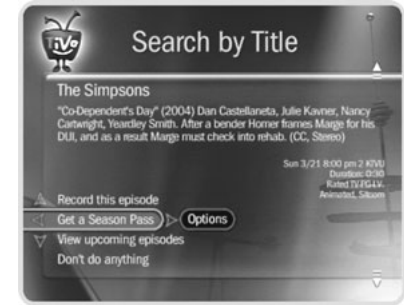 TiVo
Search by Title
The Simpsons
"Co-Dependent's Day" (2004) Dan Castellaneta, Julie Kavner, Nancy
Cartwright, Yeardley Smith. After a bender Homer frames Marge for his
DUI, and as a result Marge must check into rehab. (CC, Stereo)
Sun 3/21 8:00 pm 2 KTVU
Duration: 0:30
Rated TV-PG-LV
Animated, Sitcom
Record this episode
Get a Season Pass Options
View upcoming episodes
Don't do anything